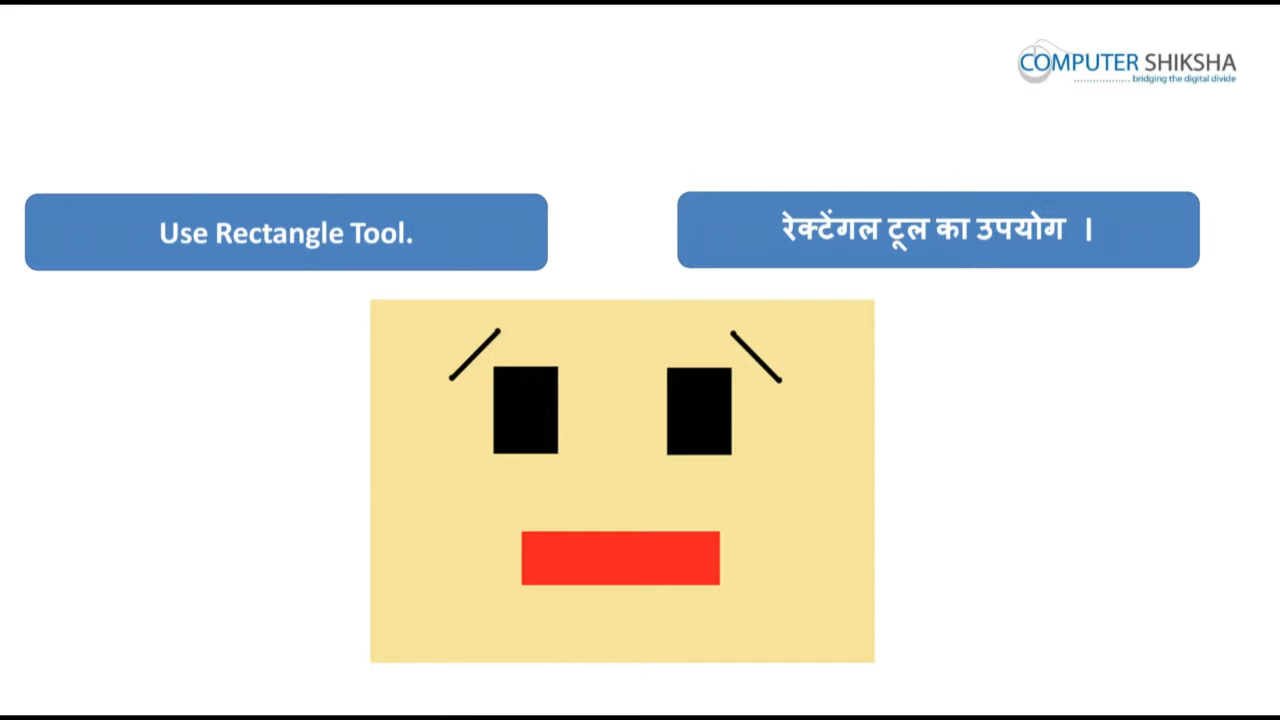 COMPUTER SHIKSHA
bridging the digital divide
Use Rectangle Tool.
रेक्टेंगल टूल का उपयोग ।